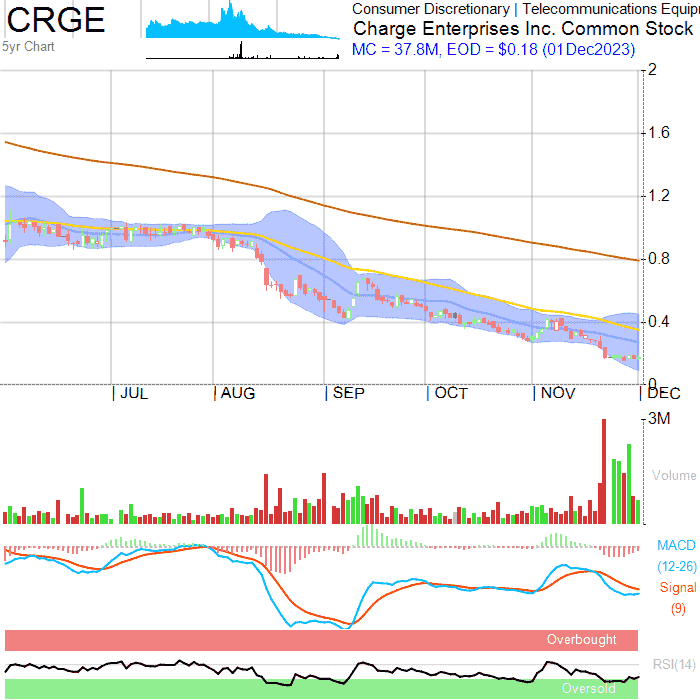 CRGE
5yr Chart
Consumer Discretionary | Telecommunications Equip
Charge Enterprises Inc. Common Stock
MC = 37.8M, EOD = $0.18 (01Dec2023)
2
1.6
1.2
0.8
0.4
0
| JUL | AUG | SEP | OCT | NOV | DEC
3M
Volume
MACD
(12-26)
Signal
(9)
Overbought
RSI(14)
Oversold